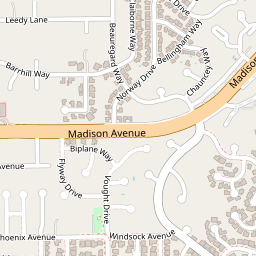 Leedy Lane
Beauregard Way
Claiborne Way
Bellingham Way
Barrhill Way
Norway Drive
Chauncey Way
Madison
Madison Avenue
Biplane Way
Avenue
Flyway Drive
Vought Drive
Phoenix Avenue
Windsock Avenue